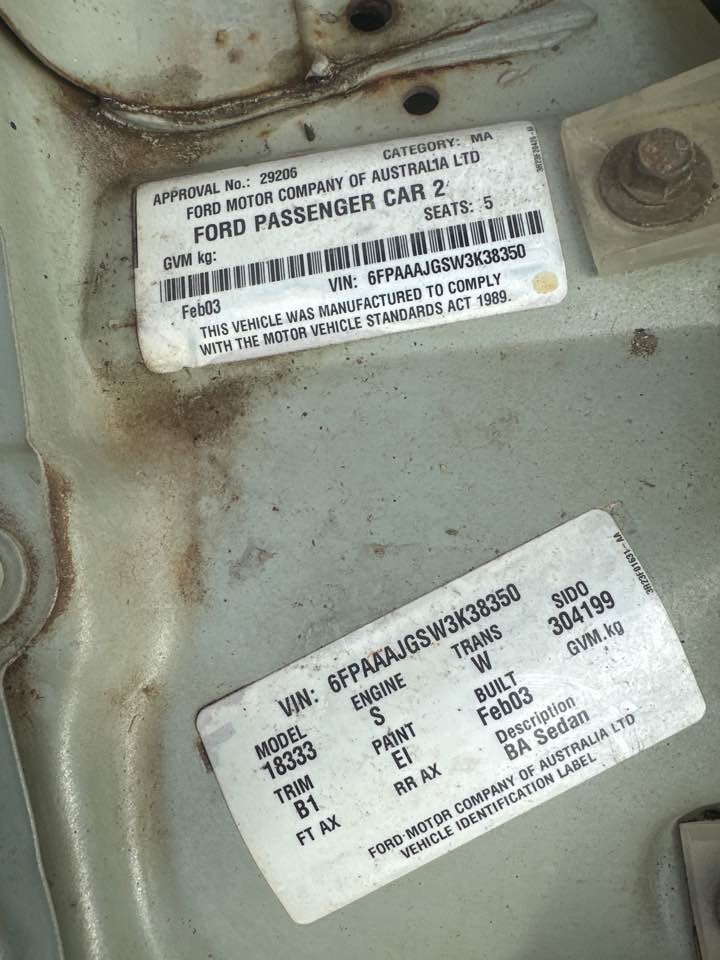 APPROVAL No.: 29206 CATEGORY: MA
FORD MOTOR COMPANY OF AUSTRALIA LTD
FORD PASSENGER CAR 2
GVM kg: SEATS: 5
Feb03 VIN: 6FPAAAJGSW3K38350
THIS VEHICLE WAS MANUFACTURED TO COMPLY
WITH THE MOTOR VEHICLE STANDARDS ACT 1989.
VIN: 6FPAAAJGSW3K38350
MODEL ENGINE TRANS SIDO
18333 S W 304199
TRIM PAINT BUILT GVM.kg
B1 EI Feb03
FT AX RR AX Description
BA Sedan
FORD MOTOR COMPANY OF AUSTRALIA LTD
VEHICLE IDENTIFICATION LABEL